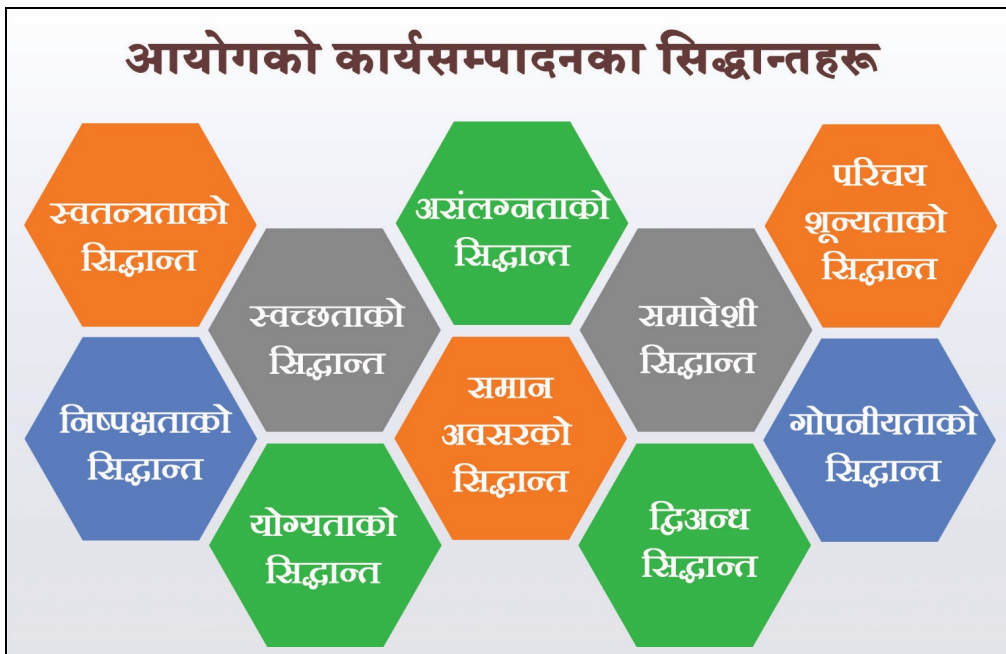 आयोगको कार्यसम्पादनका सिद्धान्तहरू
स्वतन्त्रताको
सिद्धान्त
स्वच्छताको
सिद्धान्त
असंलग्नताको
सिद्धान्त
समावेशी
सिद्धान्त
परिचय
शून्यताको
सिद्धान्त
निष्पक्षताको
सिद्धान्त
योग्यताको
सिद्धान्त
समान
अवसरको
सिद्धान्त
द्विअन्ध
सिद्धान्त
गोपनीयताको
सिद्धान्त